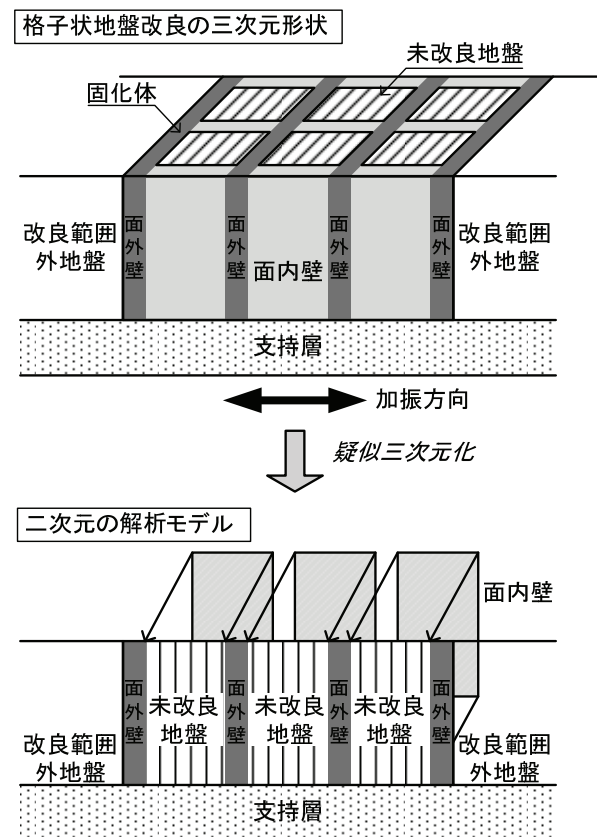 格子状地盤改良の三次元形状
未改良地盤
固化体
改良範囲
外地盤
面外壁
面外壁
面内壁
面外壁
面外壁
改良範囲
外地盤
支持層
加振方向
疑似三次元化
二次元の解析モデル
面内壁
改良範囲
外地盤
面外壁
未改良
地盤
面外壁
未改良
地盤
面外壁
未改良
地盤
面外壁
改良範囲
外地盤
支持層